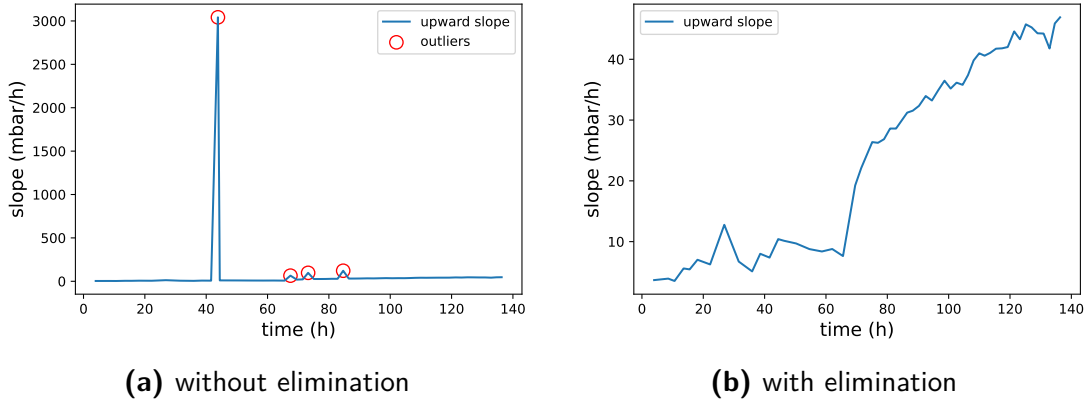 3000
2500
2000
1500
1000
500
0
slope (mbar/h)
upward slope
outliers
0 20 40 60 80 100 120 140
time (h)
(a) without elimination
40
30
20
10
slope (mbar/h)
upward slope
0 20 40 60 80 100 120 140
time (h)
(b) with elimination